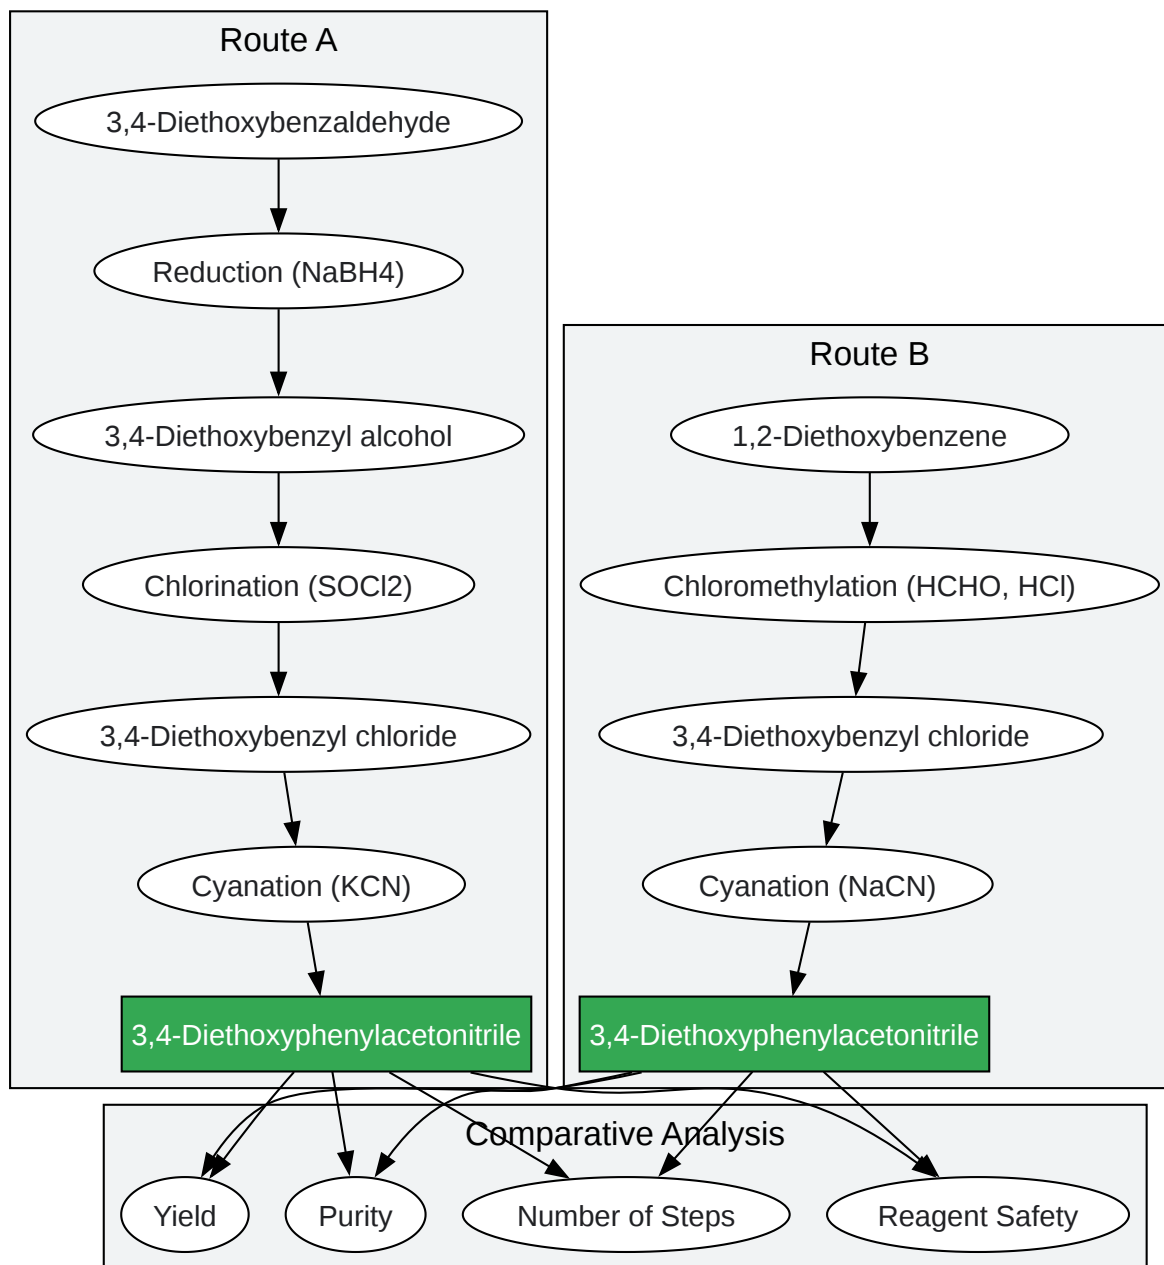 Route A
3,4-Diethoxybenzaldehyde
Reduction (NaBH4)
3,4-Diethoxybenzyl alcohol
Chlorination (SOCl2)
3,4-Diethoxybenzyl chloride
Cyanation (KCN)
3,4-Diethoxyphenylacetonitrile
Route B
1,2-Diethoxybenzene
Chloromethylation (HCHO, HCl)
3,4-Diethoxybenzyl chloride
Cyanation (NaCN)
3,4-Diethoxyphenylacetonitrile
Comparative Analysis
Yield
Purity
Number of Steps
Reagent Safety